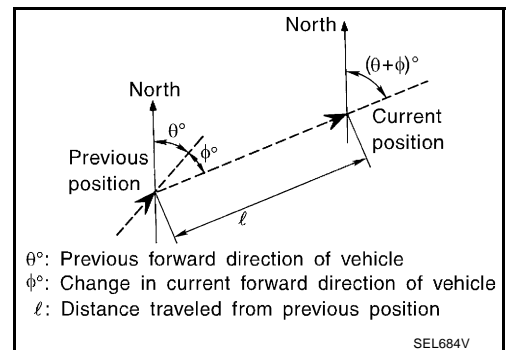 North
(θ+ϕ)°
North
θ°
ϕ°
Previous
position
Current
position
ℓ
θ°: Previous forward direction of vehicle
ϕ°: Change in current forward direction of vehicle
ℓ: Distance traveled from previous position
SEL684V